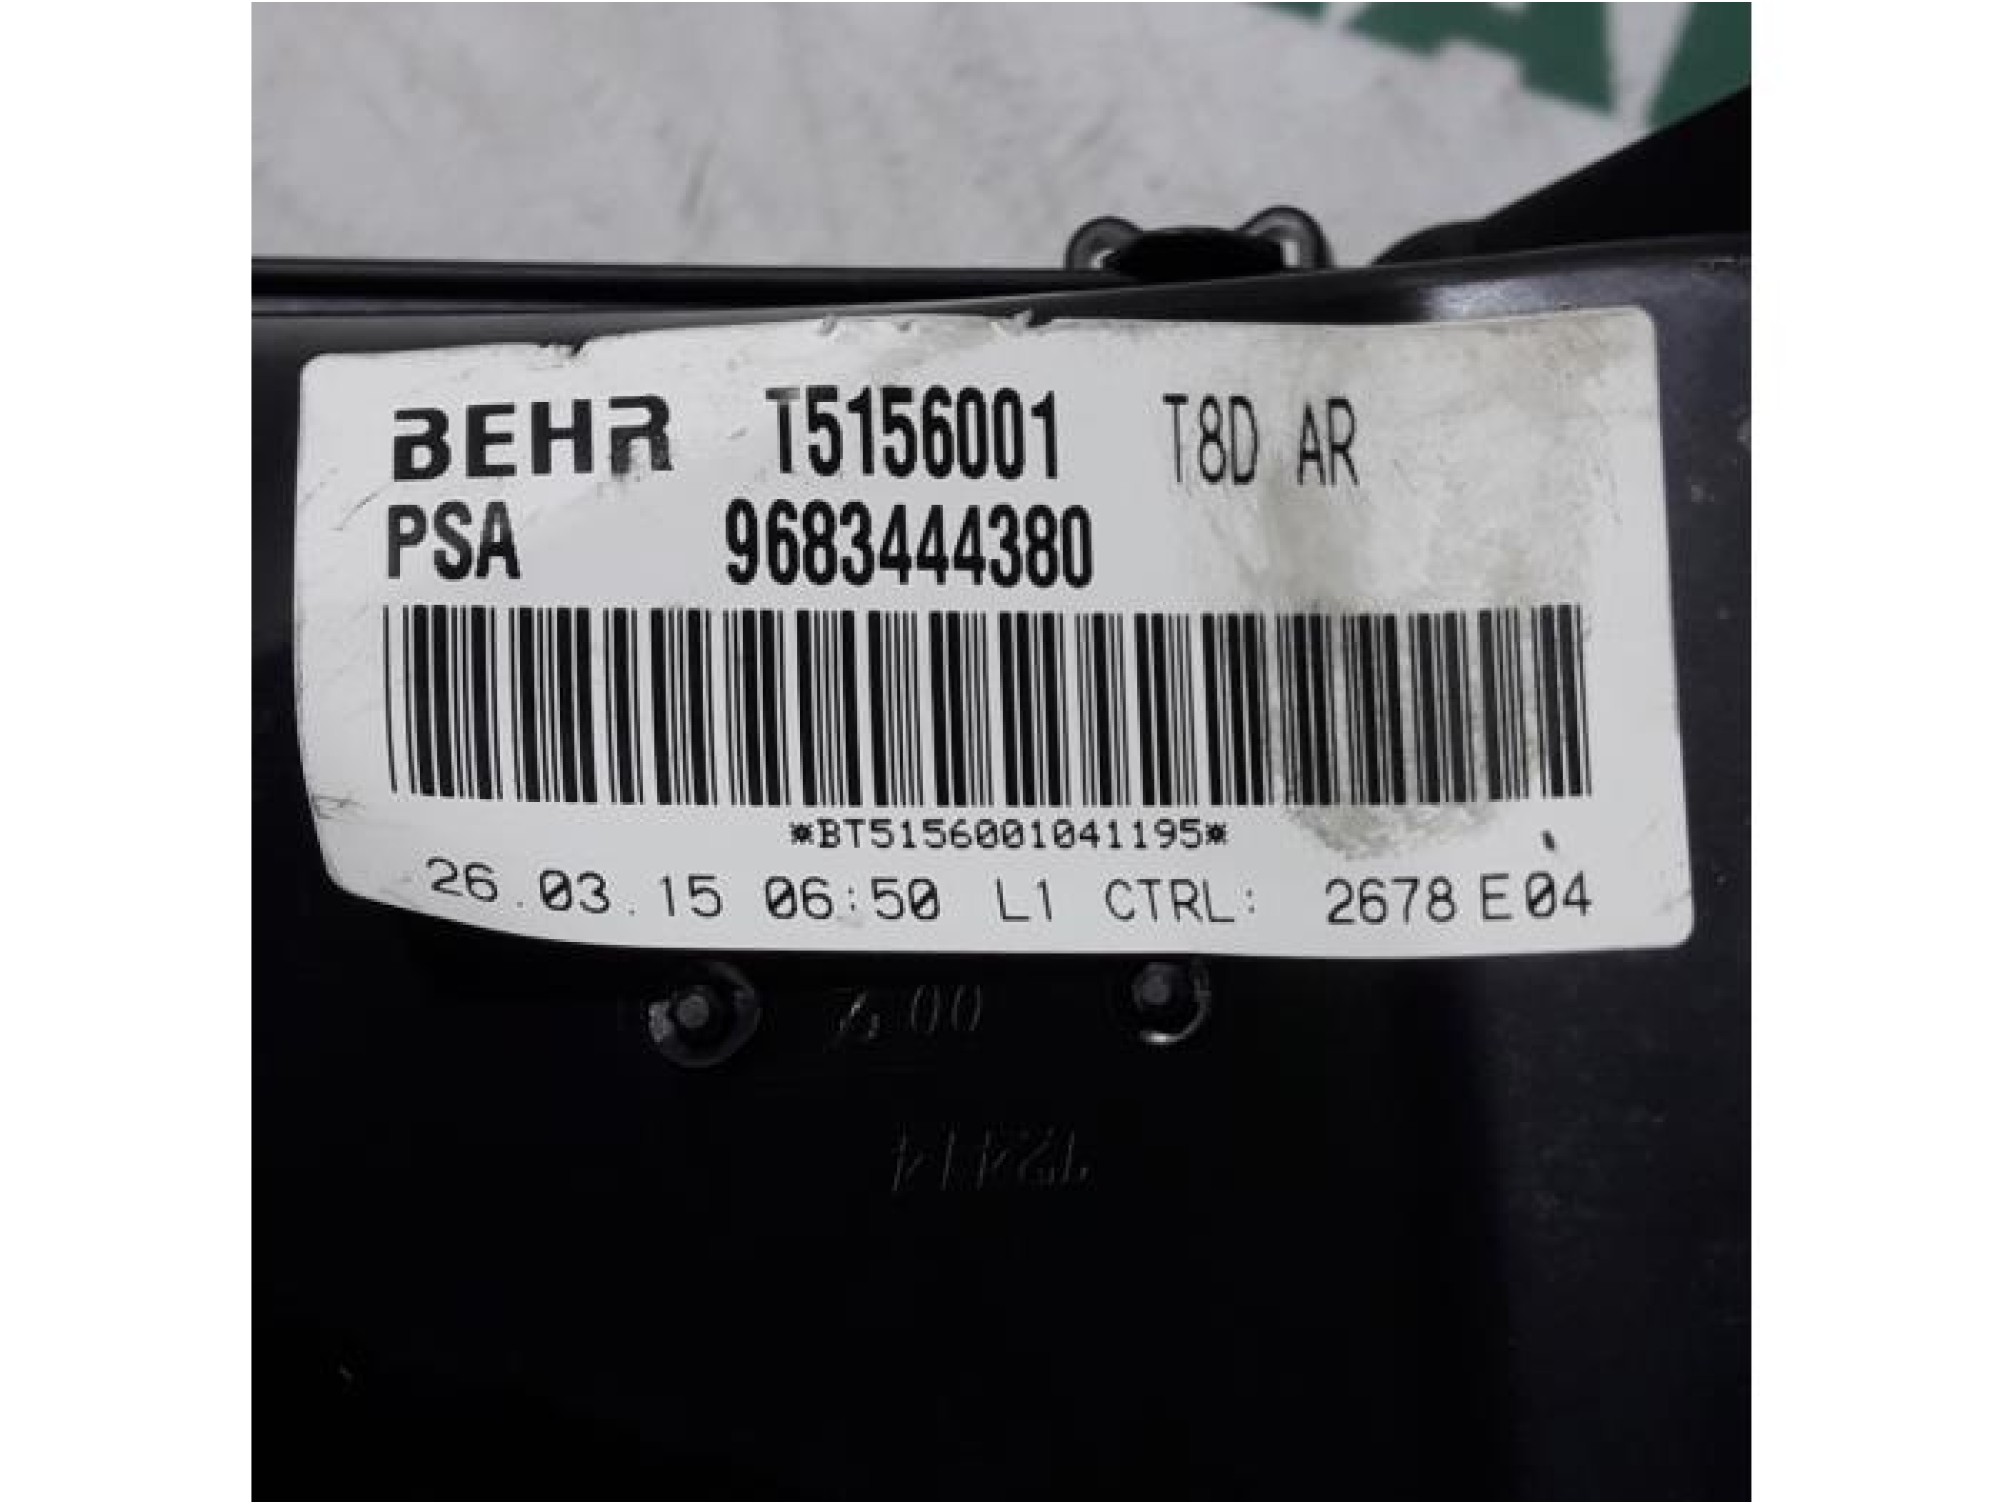 BEHR T5156001 T8D AR
PSA 9683444380
*BT5156001041195*
26.03.15 06:50 L1 CTRL: 2678 E04